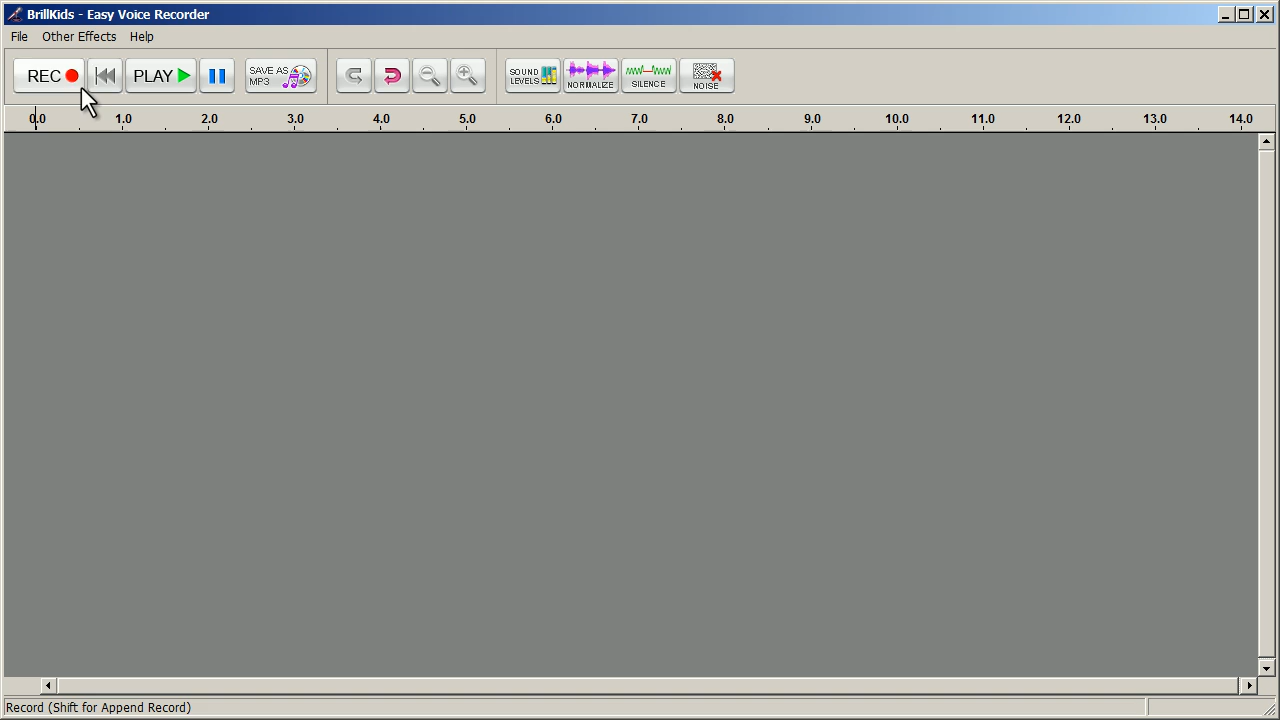 BrillKids - Easy Voice Recorder
File Other Effects Help
REC PLAY SAVE AS MP3 SOUND LEVELS NORMALIZE SILENCE NOISE
0.0 1.0 2.0 3.0 4.0 5.0 6.0 7.0 8.0 9.0 10.0 11.0 12.0 13.0 14.0
Record (Shift for Append Record)